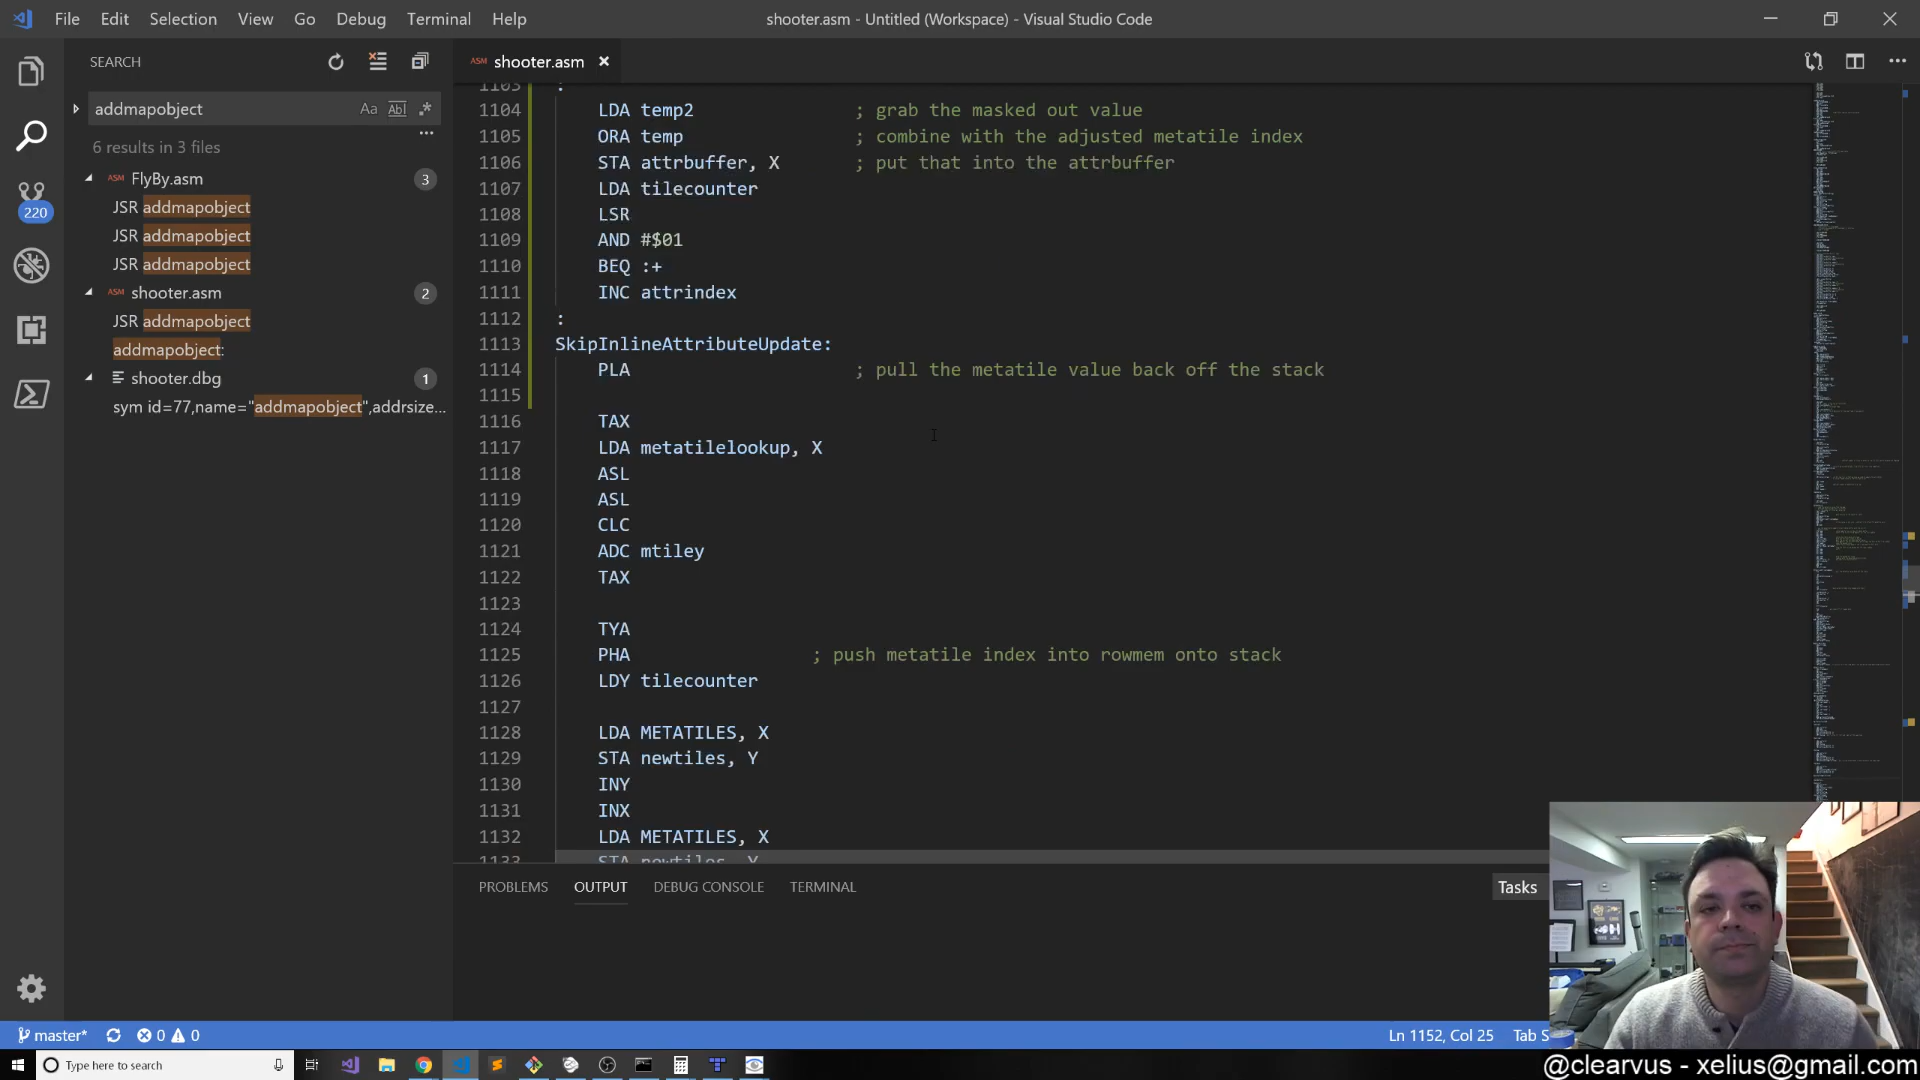 File Edit Selection View Go Debug Terminal Help
shooter.asm - Untitled (Workspace) - Visual Studio Code
SEARCH
ASM shooter.asm
addmapobject
Aa Abl .*
6 results in 3 files
ASM FlyBy.asm 3
JSR addmapobject
JSR addmapobject
JSR addmapobject
ASM shooter.asm 2
JSR addmapobject
addmapobject:
shooter.dbg 1
sym id=77,name="addmapobject",addrsize...
220
1103 :
1104 LDA temp2 ; grab the masked out value
1105 ORA temp ; combine with the adjusted metatile index
1106 STA attrbuffer, X ; put that into the attrbuffer
1107 LDA tilecounter
1108 LSR
1109 AND #$01
1110 BEQ :+
1111 INC attrindex
1112 :
1113 SkipInlineAttributeUpdate:
1114 PLA ; pull the metatile value back off the stack
1115
1116 TAX
1117 LDA metatilelookup, X
1118 ASL
1119 ASL
1120 CLC
1121 ADC mtiley
1122 TAX
1123
1124 TYA
1125 PHA ; push metatile index into rowmem onto stack
1126 LDY tilecounter
1127
1128 LDA METATILES, X
1129 STA newtiles, Y
1130 INY
1131 INX
1132 LDA METATILES, X
1133 STA newtiles, Y
PROBLEMS OUTPUT DEBUG CONSOLE TERMINAL
Tasks
master* 0 0
Ln 1152, Col 25 Tab S
Type here to search
@clearvus - xelius@gmail.com